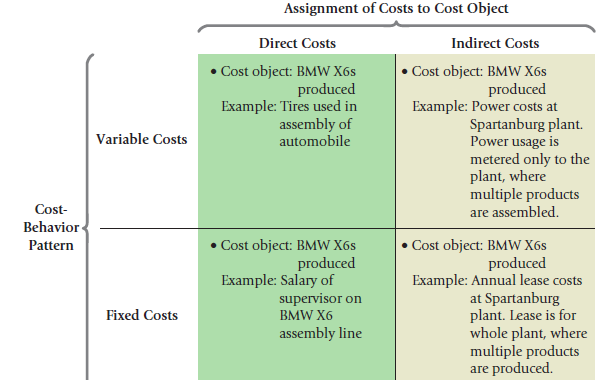 Assignment of Costs to Cost Object
Direct Costs
Indirect Costs
Cost-
Behavior
Pattern
Variable Costs
• Cost object: BMW X6s
produced
Example: Tires used in
assembly of
automobile
• Cost object: BMW X6s
produced
Example: Power costs at
Spartanburg plant.
Power usage is
metered only to the
plant, where
multiple products
are assembled.
Fixed Costs
• Cost object: BMW X6s
produced
Example: Salary of
supervisor on
BMW X6
assembly line
• Cost object: BMW X6s
produced
Example: Annual lease costs
at Spartanburg
plant. Lease is for
whole plant, where
multiple products
are produced.